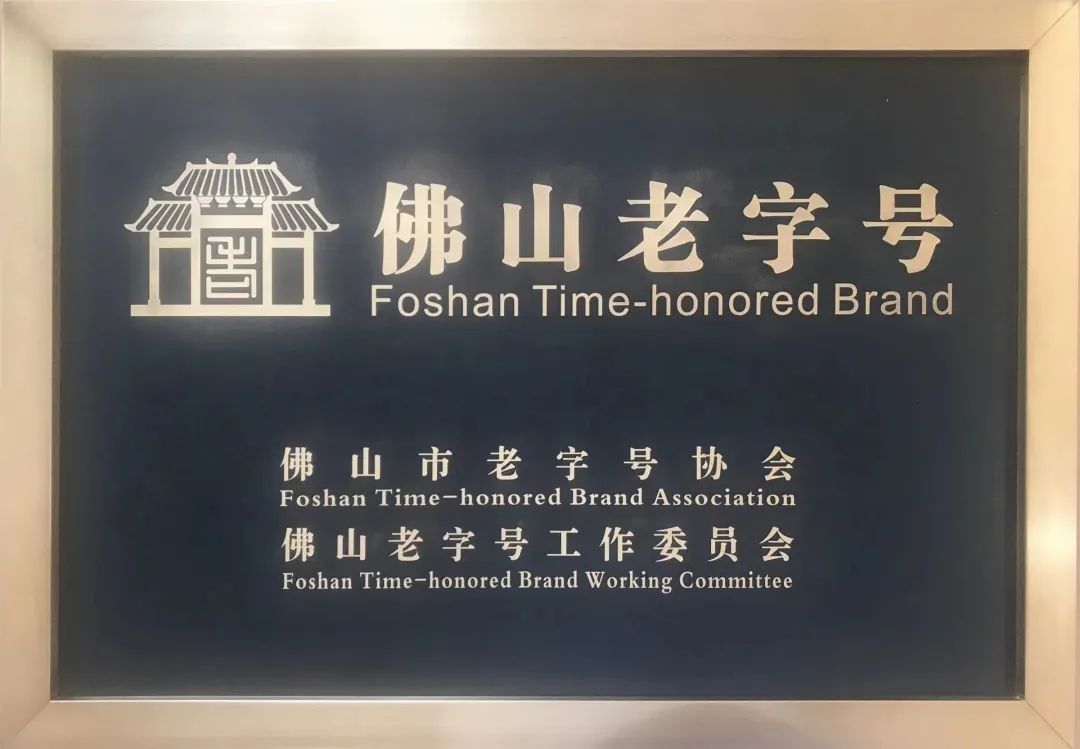 佛山老字号
Foshan Time-honored Brand
佛山市老字号协会
Foshan Time-honored Brand Association
佛山老字号工作委员会
Foshan Time-honored Brand Working Committee